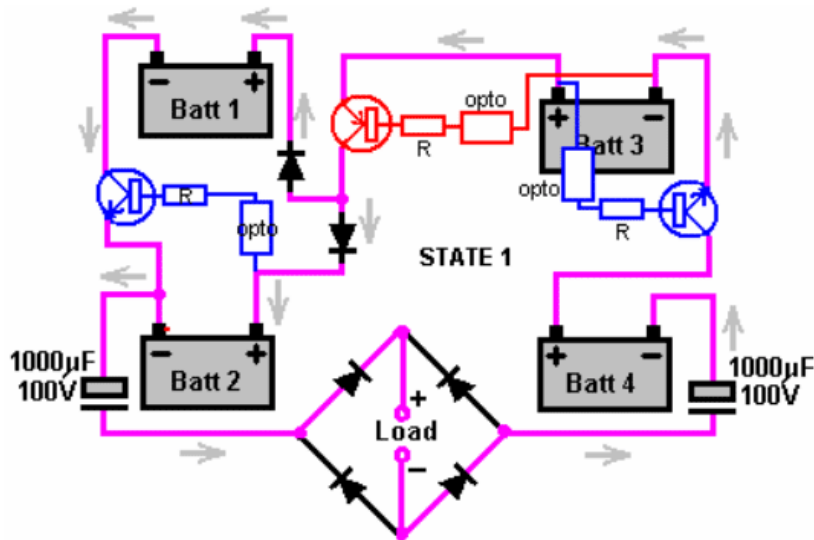 − +
Batt 1
opto
R
+ −
Batt 3
opto
R
R
opto
STATE 1
− +
Batt 2
1000µF
100V
+
Load
−
+ −
Batt 4
1000µF
100V